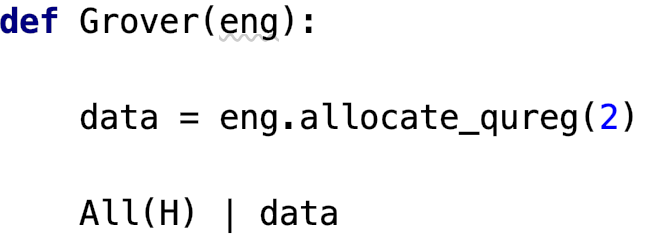 def Grover(eng):
data = eng.allocate_qureg(2)
All(H) | data